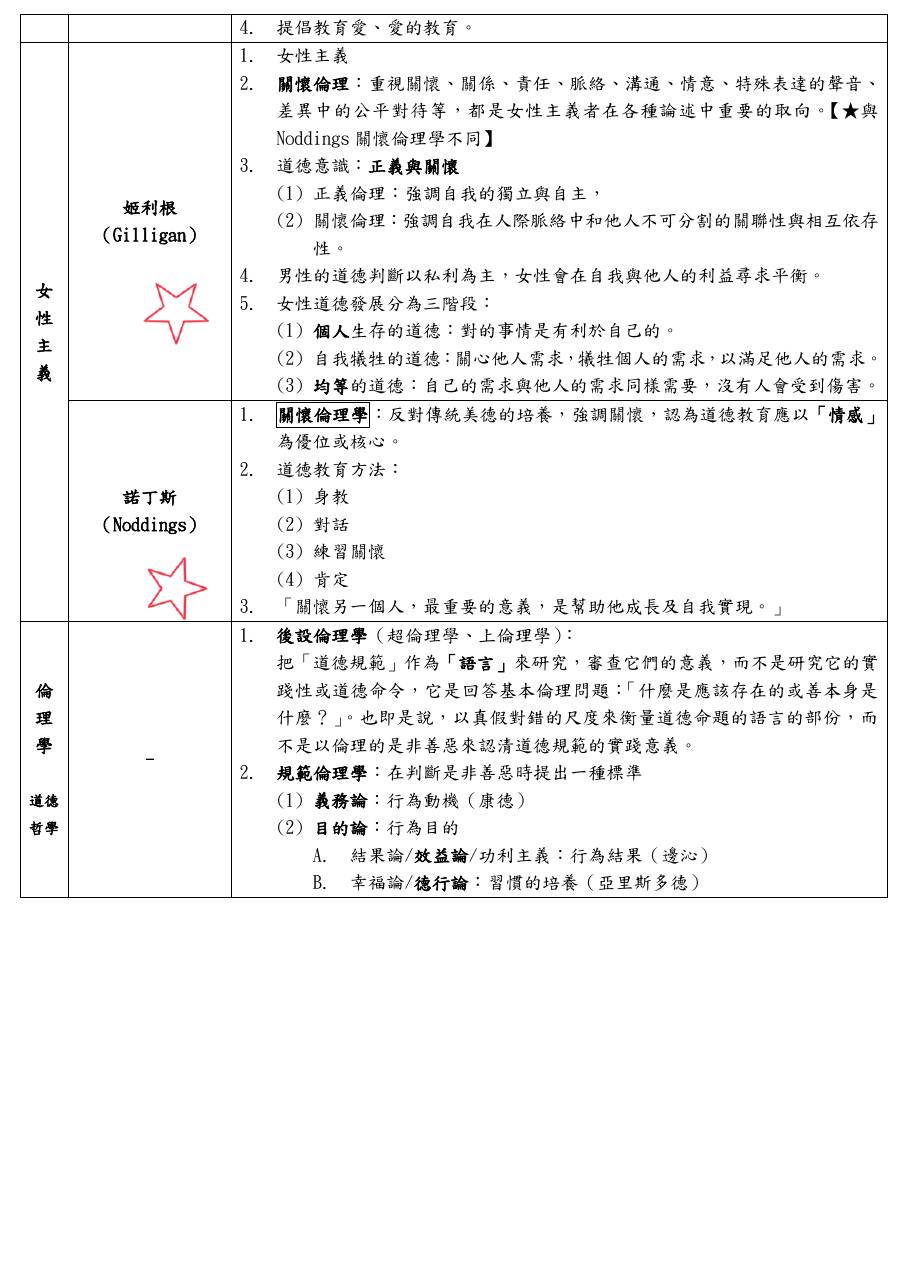 4. 提倡教育愛、愛的教育。
女
性
主
義
姬利根
（Gilligan）
1. 女性主義
2. 關懷倫理：重視關懷、關係、責任、脈絡、溝通、情意、特殊表達的聲音、
差異中的公平對待等，都是女性主義者在各種論述中重要的取向。【★與
Noddings 關懷倫理學不同】
3. 道德意識：正義與關懷
(1) 正義倫理：強調自我的獨立與自主，
(2) 關懷倫理：強調自我在人際脈絡中和他人不可分割的關聯性與相互依存
性。
4. 男性的道德判斷以私利為主，女性會在自我與他人的利益尋求平衡。
5. 女性道德發展分為三階段：
(1) 個人生存的道德：對的事情是有利於自己的。
(2) 自我犧牲的道德：關心他人需求，犧牲個人的需求，以滿足他人的需求。
(3) 均等的道德：自己的需求與他人的需求同樣需要，沒有人會受到傷害。
諾丁斯
（Noddings）
1. 關懷倫理學：反對傳統美德的培養，強調關懷，認為道德教育應以「情感」
為優位或核心。
2. 道德教育方法：
(1) 身教
(2) 對話
(3) 練習關懷
(4) 肯定
3. 「關懷另一個人，最重要的意義，是幫助他成長及自我實現。」
倫
理
學
道德
哲學
–
1. 後設倫理學（超倫理學、上倫理學）：
把「道德規範」作為「語言」來研究，審查它們的意義，而不是研究它的實
踐性或道德命令，它是回答基本倫理問題：「什麼是應該存在的或善本身是
什麼？」。也即是說，以真假對錯的尺度來衡量道德命題的語言的部份，而
不是以倫理的是非善惡來認清道德規範的實踐意義。
2. 規範倫理學：在判斷是非善惡時提出一種標準
(1) 義務論：行為動機（康德）
(2) 目的論：行為目的
A. 結果論/效益論/功利主義：行為結果（邊沁）
B. 幸福論/德行論：習慣的培養（亞里斯多德）